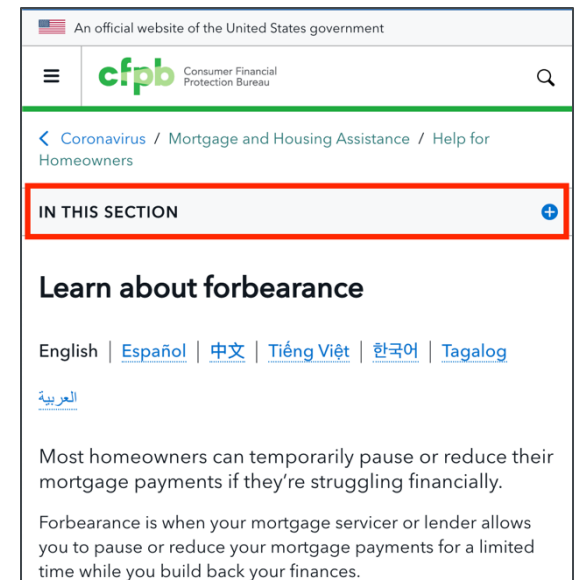 An official website of the United States government
cfpb Consumer Financial
Protection Bureau
Coronavirus / Mortgage and Housing Assistance / Help for
Homeowners
IN THIS SECTION
Learn about forbearance
English | Español | 中文 | Tiếng Việt | 한국어 | Tagalog
العربية
Most homeowners can temporarily pause or reduce their
mortgage payments if they’re struggling financially.
Forbearance is when your mortgage servicer or lender allows
you to pause or reduce your mortgage payments for a limited
time while you build back your finances.